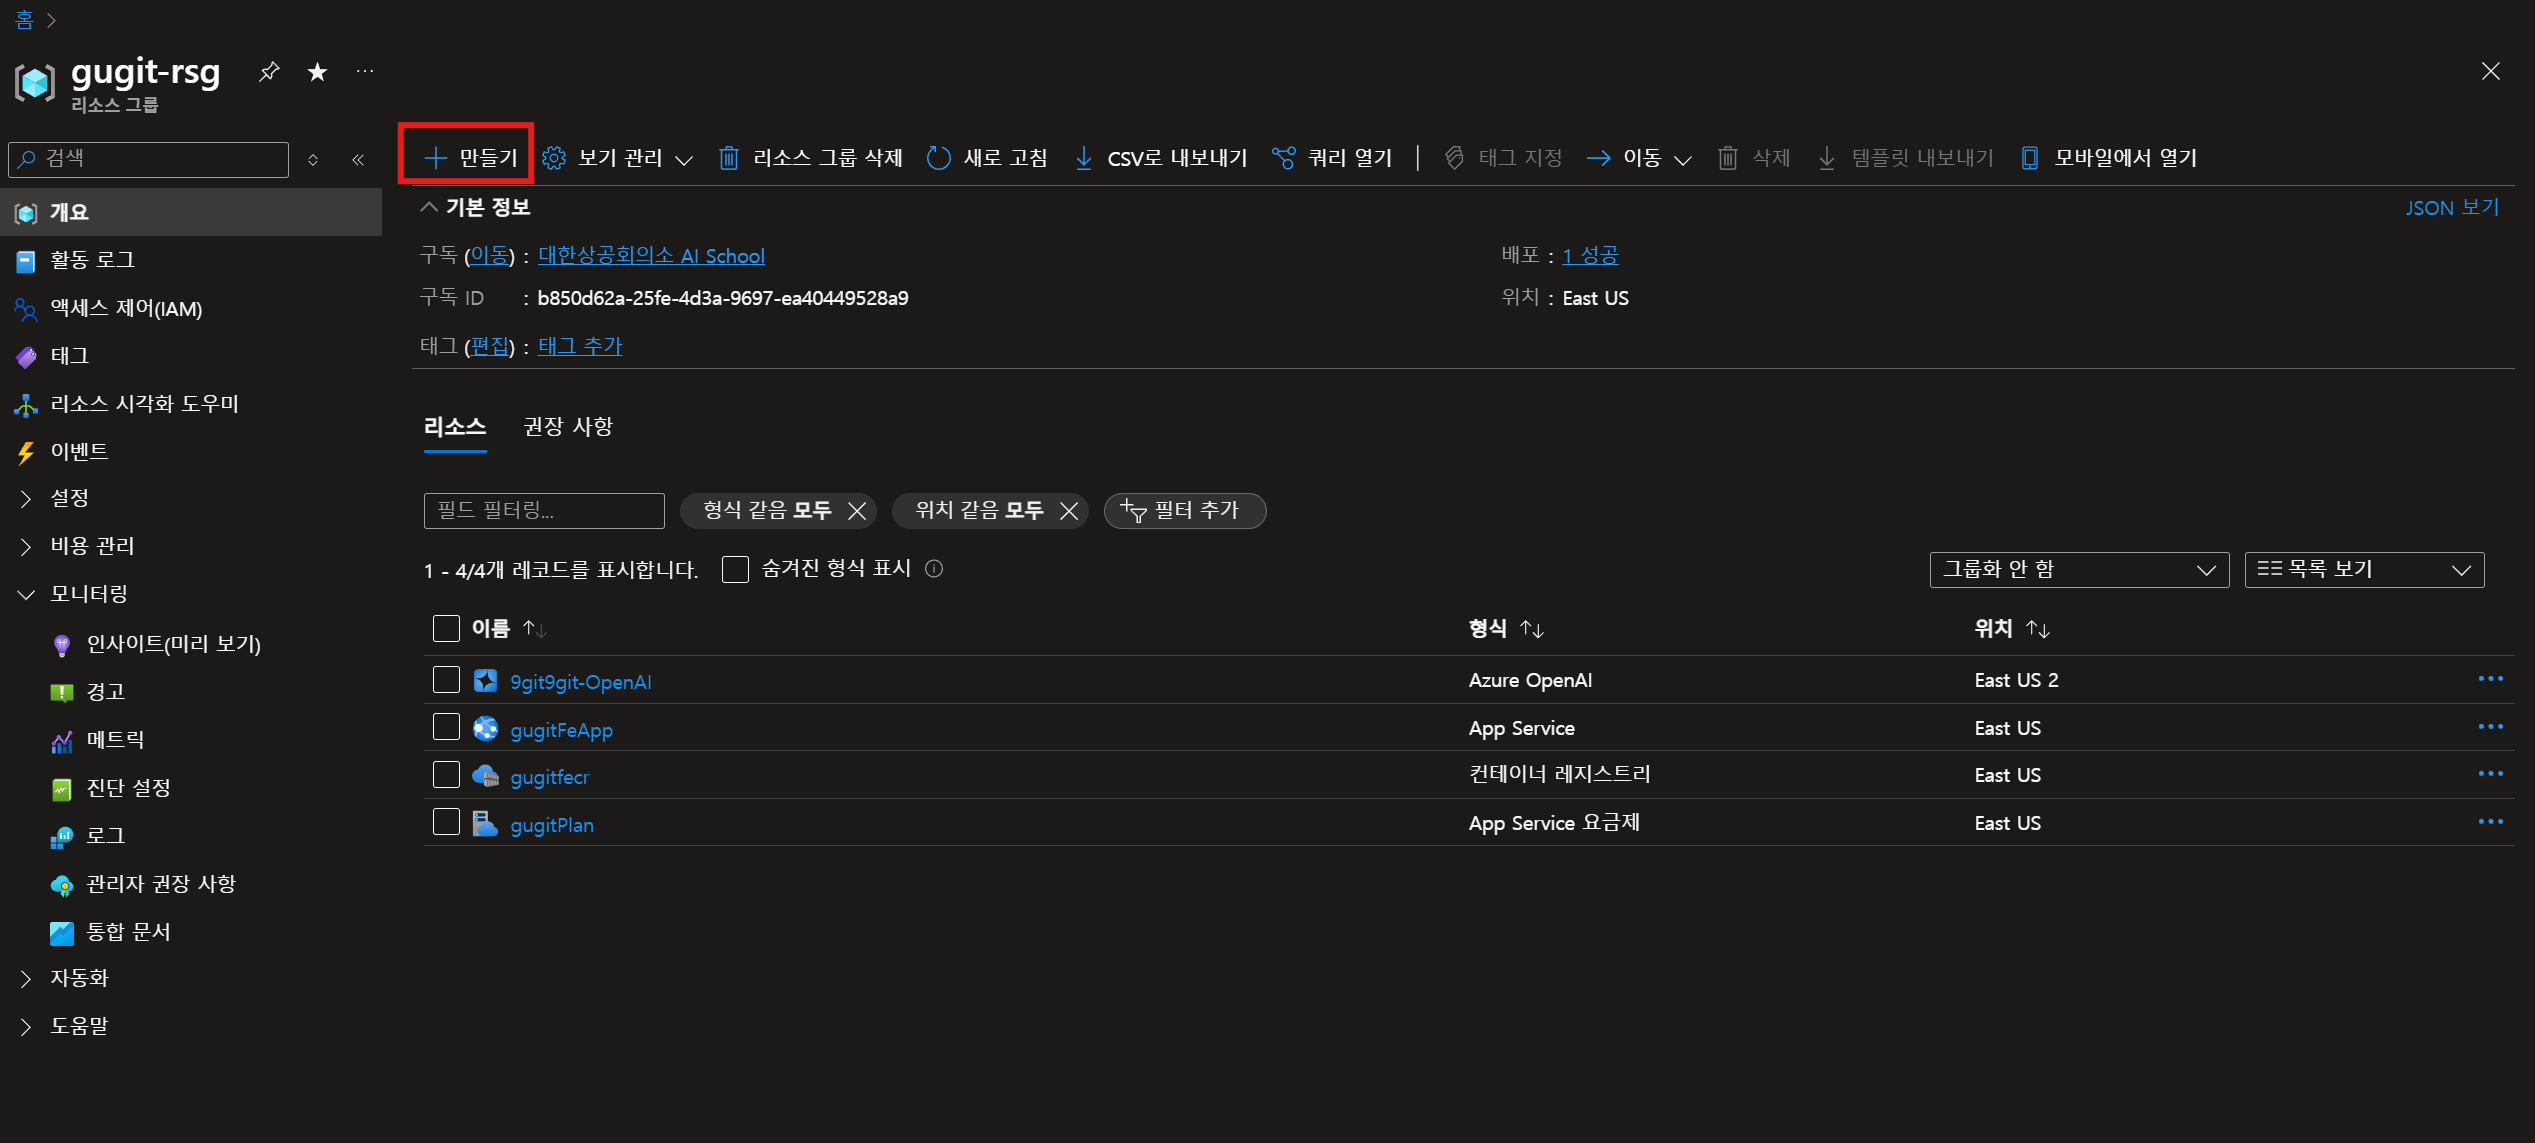 홈
gugit-rsg
리소스 그룹
검색
만들기 보기 관리 리소스 그룹 삭제 새로 고침 CSV로 내보내기 쿼리 열기 태그 지정 이동 삭제 템플릿 내보내기 모바일에서 열기
개요
활동 로그
액세스 제어(IAM)
태그
리소스 시각화 도우미
이벤트
설정
비용 관리
모니터링
인사이트(미리 보기)
경고
메트릭
진단 설정
로그
관리자 권장 사항
통합 문서
자동화
도움말
기본 정보
JSON 보기
구독 (이동) : 대한상공회의소 AI School
배포 : 1 성공
구독 ID : b850d62a-25fe-4d3a-9697-ea40449528a9
위치 : East US
태그 (편집) : 태그 추가
리소스 권장 사항
필드 필터링... 형식 같음 모두 위치 같음 모두 필터 추가
1 - 4/4개 레코드를 표시합니다. 숨겨진 형식 표시 그룹화 안 함 목록 보기
이름 형식 위치
9git9git-OpenAI Azure OpenAI East US 2
gugitFeApp App Service East US
gugitfecr 컨테이너 레지스트리 East US
gugitPlan App Service 요금제 East US